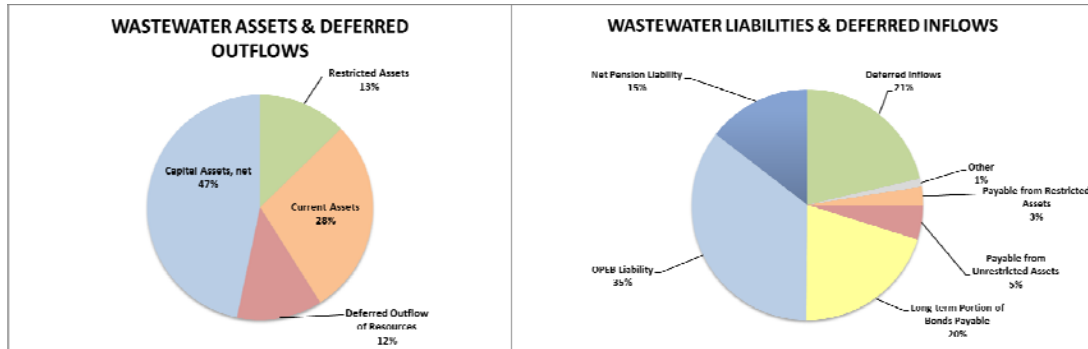 WASTEWATER ASSETS & DEFERRED
OUTFLOWS
Restricted Assets
13%
Capital Assets, net
47%
Current Assets
28%
Deferred Outflow
of Resources
12%
WASTEWATER LIABILITIES & DEFERRED INFLOWS
Net Pension Liability
15%
Deferred Inflows
21%
Other
1%
Payable from Restricted
Assets
3%
Payable from
Unrestricted Assets
5%
OPEB Liability
35%
Long term Portion of
Bonds Payable
20%